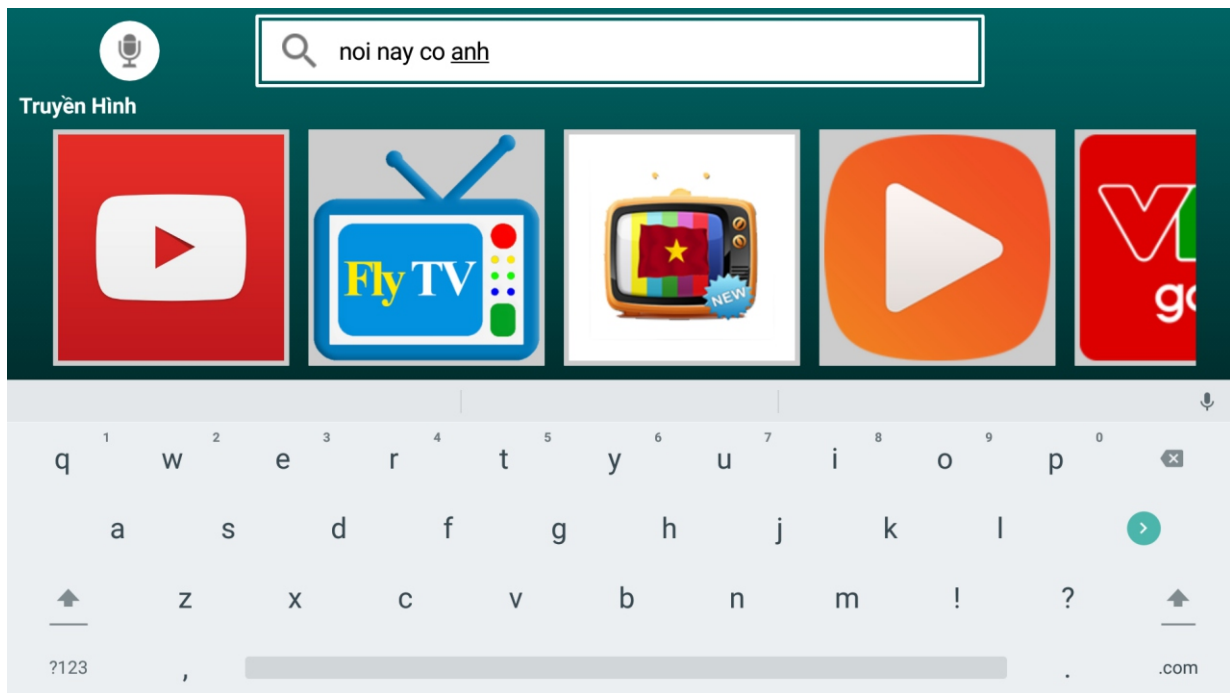 noi nay co anh
Truyền Hình
Fly TV
NEW
go
1 2 3 4 5 6 7 8 9 0
q w e r t y u i o p
a s d f g h j k l
z x c v b n m ! ?
?123 , . .com